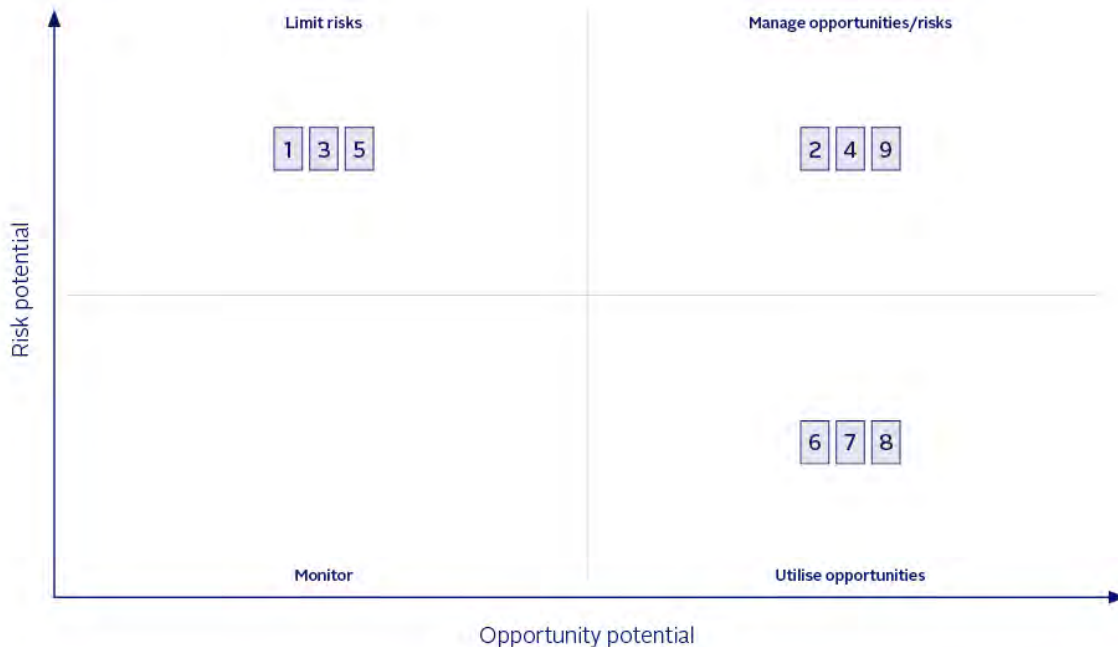 Limit risks
Manage opportunities/risks
1 3 5
2 4 9
Risk potential
6 7 8
Monitor
Utilise opportunities
Opportunity potential